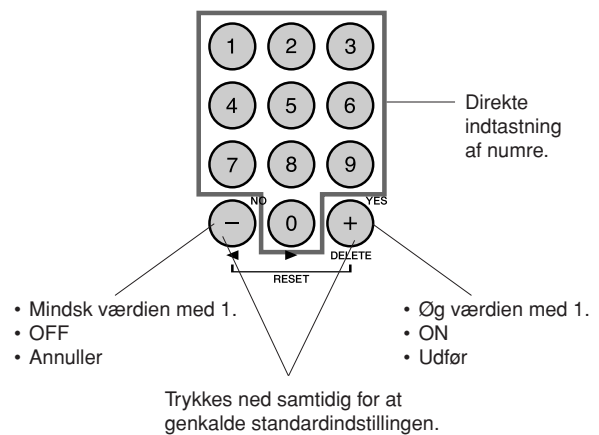 1 2 3
4 5 6
Direkte
indtastning
af numre.
7 8 9
NO YES
− 0 +
◄ ► DELETE
RESET
• Mindsk værdien med 1.
• OFF
• Annuller
• Øg værdien med 1.
• ON
• Udfør
Trykkes ned samtidig for at
genkalde standardindstillingen.